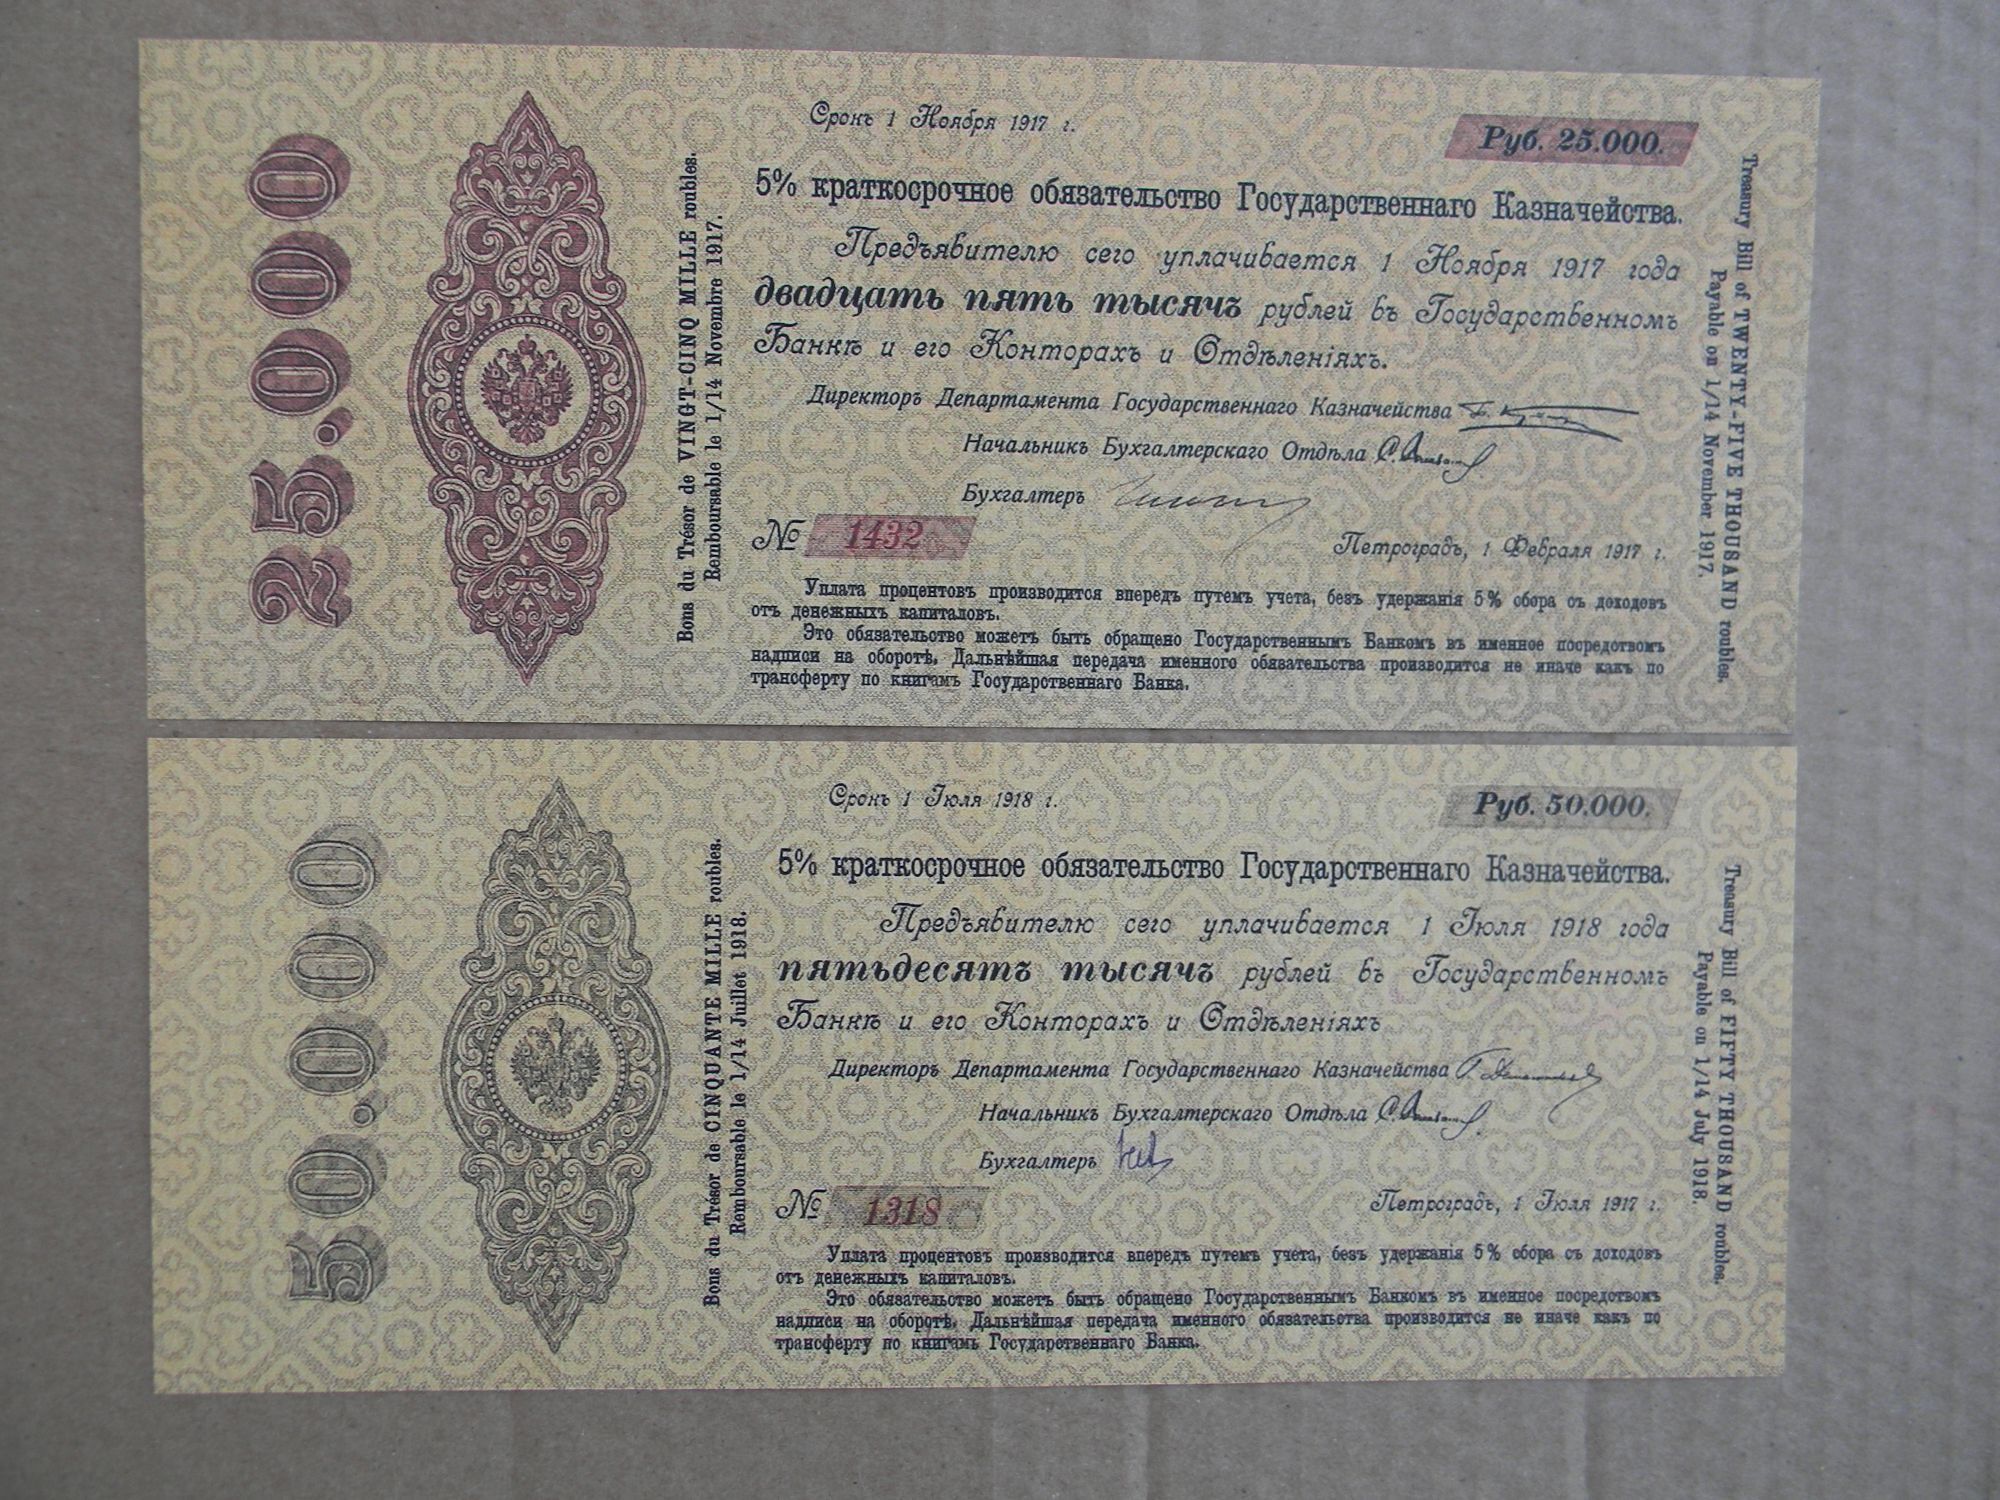 25.000
Bons du Trésor de VINGT-CINQ MILLE roubles.
Remboursable le 1/14 Novembre 1917.
Срокъ 1 Ноября 1917 г.
Руб. 25.000.
5% краткосрочное обязательство Государственнаго Казначейства.
Предъявителю сего уплачивается 1 Ноября 1917 года
двадцать пять тысячъ рублей въ Государственномъ
Банкѣ и его Конторахъ и Отдѣленіяхъ.
Директоръ Департамента Государственнаго Казначейства
Начальникъ Бухгалтерскаго Отдѣла
Бухгалтеръ
№ 1432
Петроградъ, 1 Февраля 1917 г.
Уплата процентовъ производится впередъ путемъ учета, безъ удержанія 5% сбора съ доходовъ
отъ денежныхъ капиталовъ.
Это обязательство можетъ быть обращено Государственнымъ Банкомъ въ именное посредствомъ
надписи на оборотѣ. Дальнѣйшая передача именного обязательства производится не иначе какъ по
трансферту по книгамъ Государственнаго Банка.
Treasury Bill of TWENTY-FIVE THOUSAND roubles.
Payable on 1/14 November 1917.
50.000
Bons du Trésor de CINQUANTE MILLE roubles.
Remboursable le 1/14 Juillet 1918.
Срокъ 1 Іюля 1918 г.
Руб. 50.000.
5% краткосрочное обязательство Государственнаго Казначейства.
Предъявителю сего уплачивается 1 Іюля 1918 года
пятьдесятъ тысячъ рублей въ Государственномъ
Банкѣ и его Конторахъ и Отдѣленіяхъ
Директоръ Департамента Государственнаго Казначейства
Начальникъ Бухгалтерскаго Отдѣла
Бухгалтеръ
№ 1318
Петроградъ, 1 Іюля 1917 г.
Уплата процентовъ производится впередъ путемъ учета, безъ удержанія 5% сбора съ доходовъ
отъ денежныхъ капиталовъ.
Это обязательство можетъ быть обращено Государственнымъ Банкомъ въ именное посредствомъ
надписи на оборотѣ. Дальнѣйшая передача именного обязательства производится не иначе какъ по
трансферту по книгамъ Государственнаго Банка.
Treasury Bill of FIFTY THOUSAND roubles.
Payable on 1/14 July 1918.